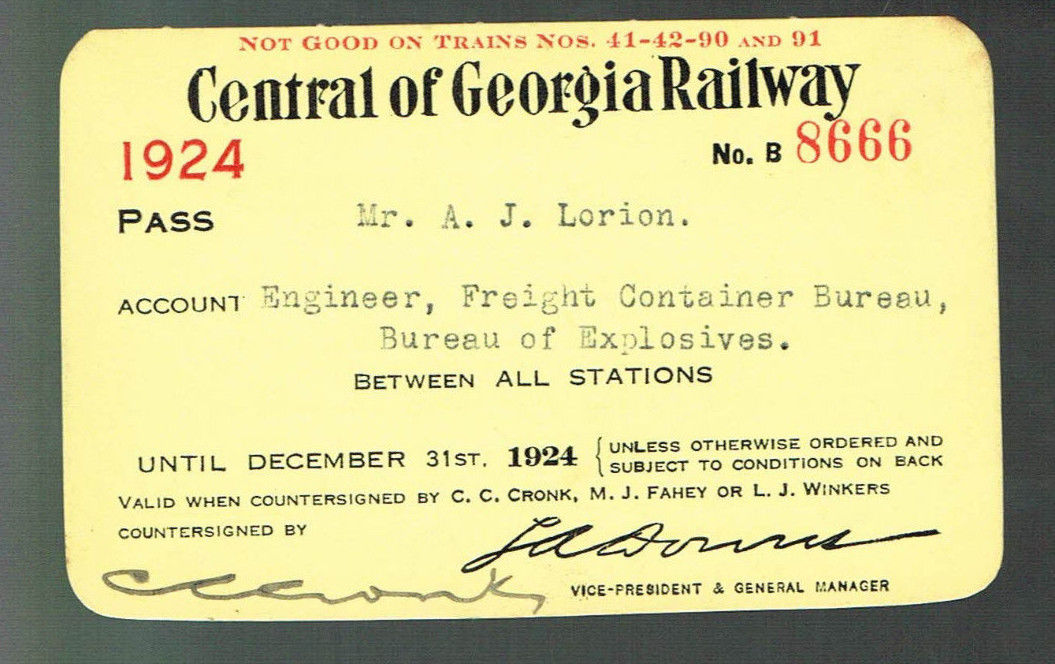 NOT GOOD ON TRAINS NOS. 41-42-90 AND 91
Central of Georgia Railway
1924
No. B 8666
PASS Mr. A. J. Lorion.
ACCOUNT Engineer, Freight Container Bureau,
Bureau of Explosives.
BETWEEN ALL STATIONS
UNTIL DECEMBER 31ST. 1924 { UNLESS OTHERWISE ORDERED AND
SUBJECT TO CONDITIONS ON BACK
VALID WHEN COUNTERSIGNED BY C. C. CRONK, M. J. FAHEY OR L. J. WINKERS
COUNTERSIGNED BY
L A Downs
C C Cronk
VICE-PRESIDENT & GENERAL MANAGER